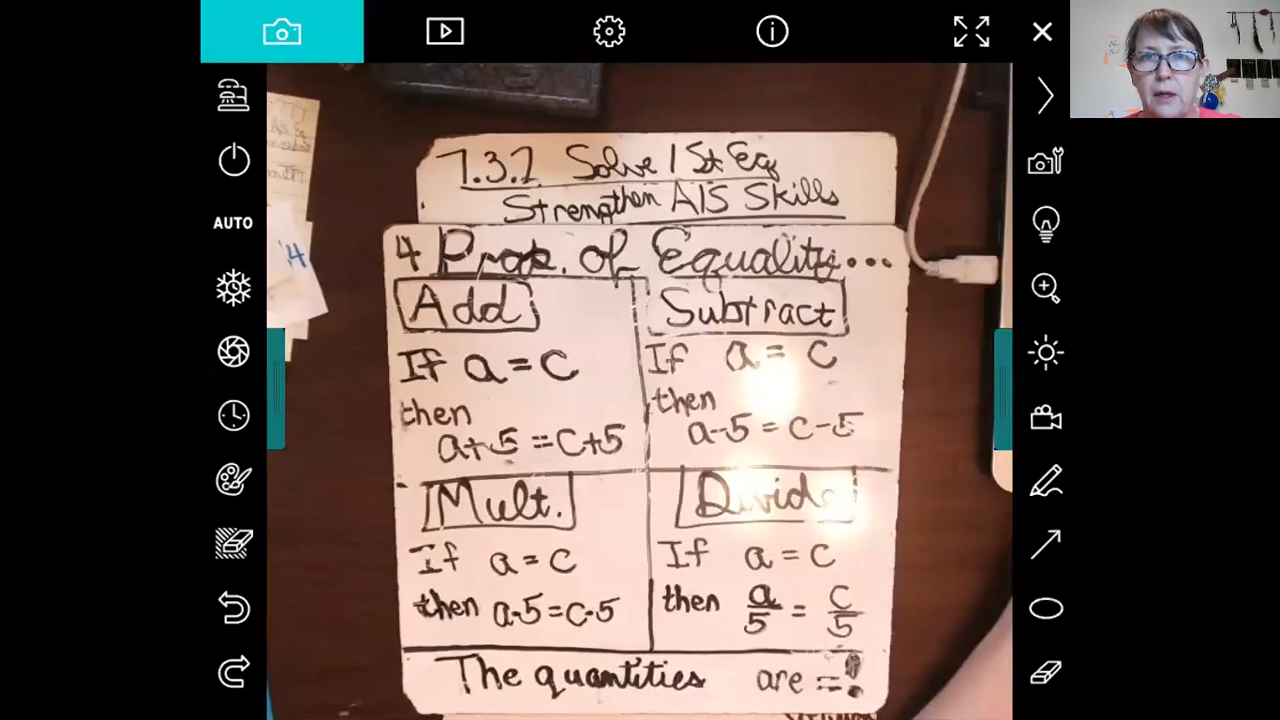 AUTO
7.3.2 Solve 1 St Eq
Strengthen A/S Skills
4 Prop. of Equality...
Add
If a = c
then
a+5 = c+5
Subtract
If a = c
then
a-5 = c-5
Mult.
If a = c
then a·5=c·5
Divide
If a = c
then a/5 = c/5
The quantities are =!
14